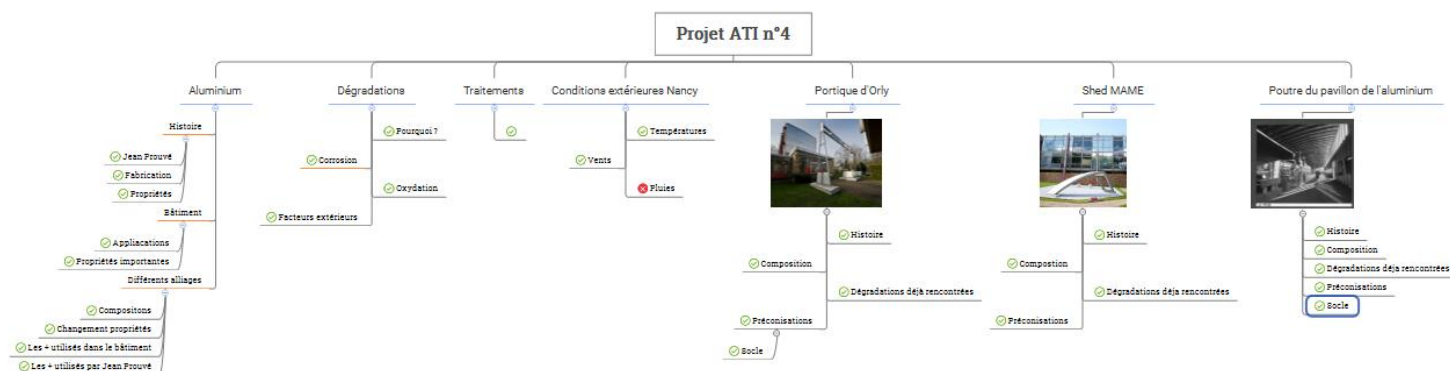 Projet ATI n°4
Aluminium
Histoire
Jean Prouvé
Fabrication
Propriétés
Bâtiment
Appliacations
Propriétés importantes
Différents alliages
Compositons
Changement propriétés
Les + utilisés dans le bâtiment
Les + utilisés par Jean Prouvé
Dégradations
Pourquoi ?
Corrosion
Oxydation
Facteurs extérieurs
Traitements
Conditions extérieures Nancy
Températures
Vents
Pluies
Portique d'Orly
Histoire
Composition
Dégradations déjà rencontrées
Préconisations
Socle
Shed MAME
Histoire
Compostion
Dégradations déja rencontrées
Préconisations
Poutre du pavillon de l'aluminium
Histoire
Composition
Dégradations déja rencontrées
Préconisations
Socle